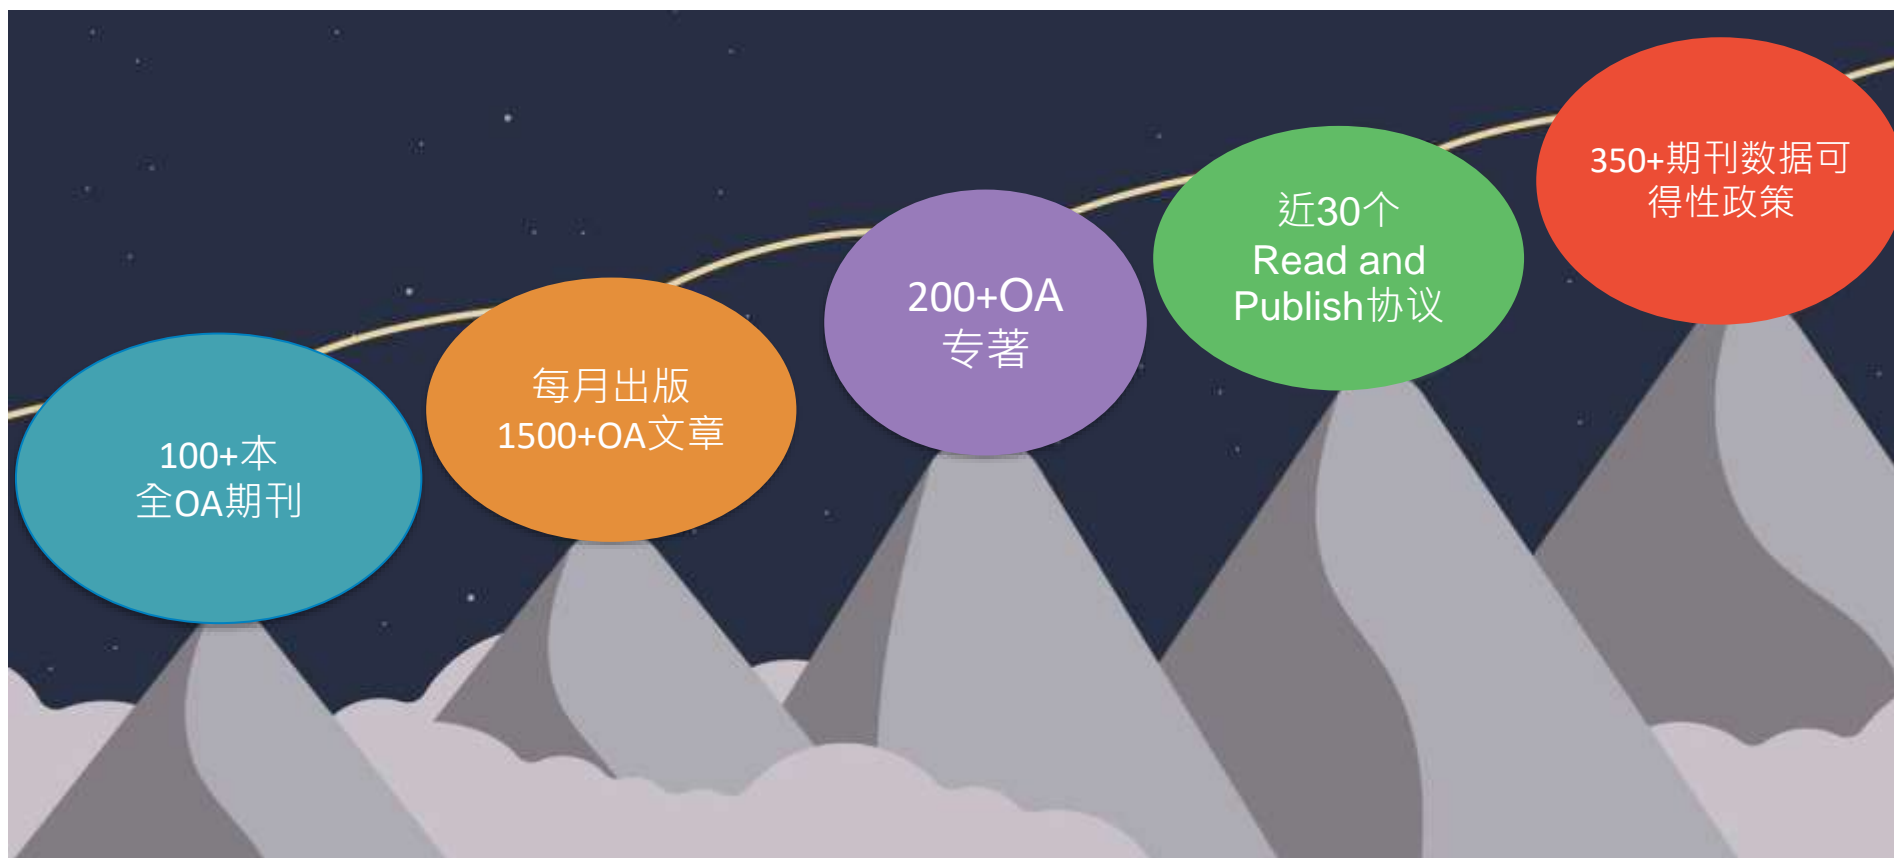 100+本
全OA期刊
每月出版
1500+OA文章
200+OA
专著
近30个
Read and
Publish协议
350+期刊数据可
得性政策